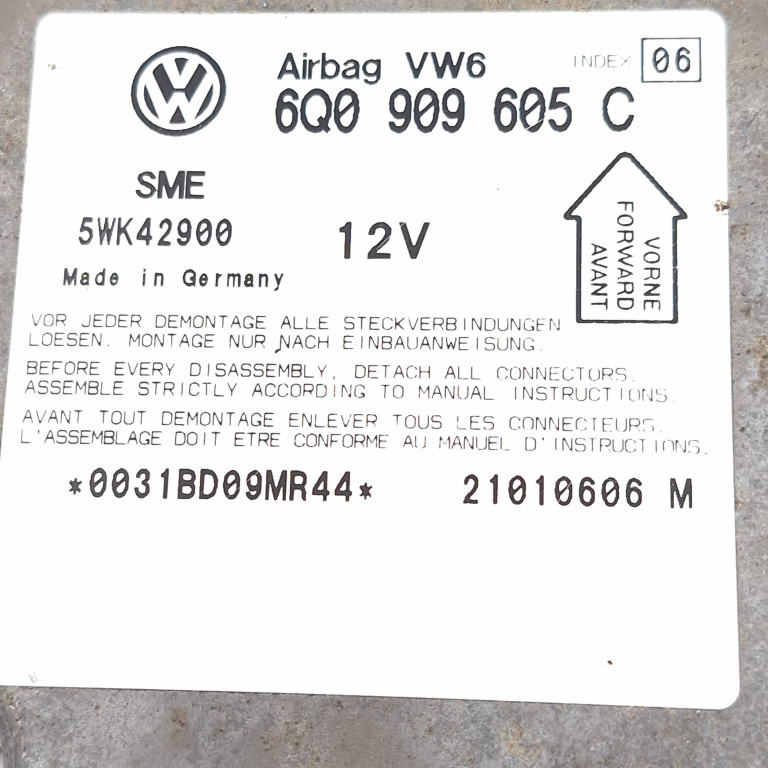 Airbag VW6 INDEX 06
6Q0 909 605 C
SME
5WK42900 12V
Made in Germany
VORNE
FORWARD
AVANT
VOR JEDER DEMONTAGE ALLE STECKVERBINDUNGEN
LOESEN. MONTAGE NUR NACH EINBAUANWEISUNG.
BEFORE EVERY DISASSEMBLY, DETACH ALL CONNECTORS.
ASSEMBLE STRICTLY ACCORDING TO MANUAL INSTRUCTIONS.
AVANT TOUT DEMONTAGE ENLEVER TOUS LES CONNECTEURS.
L'ASSEMBLAGE DOIT ETRE CONFORME AU MANUEL D'INSTRUCTIONS.
*0031BD09MR44* 21010606 M